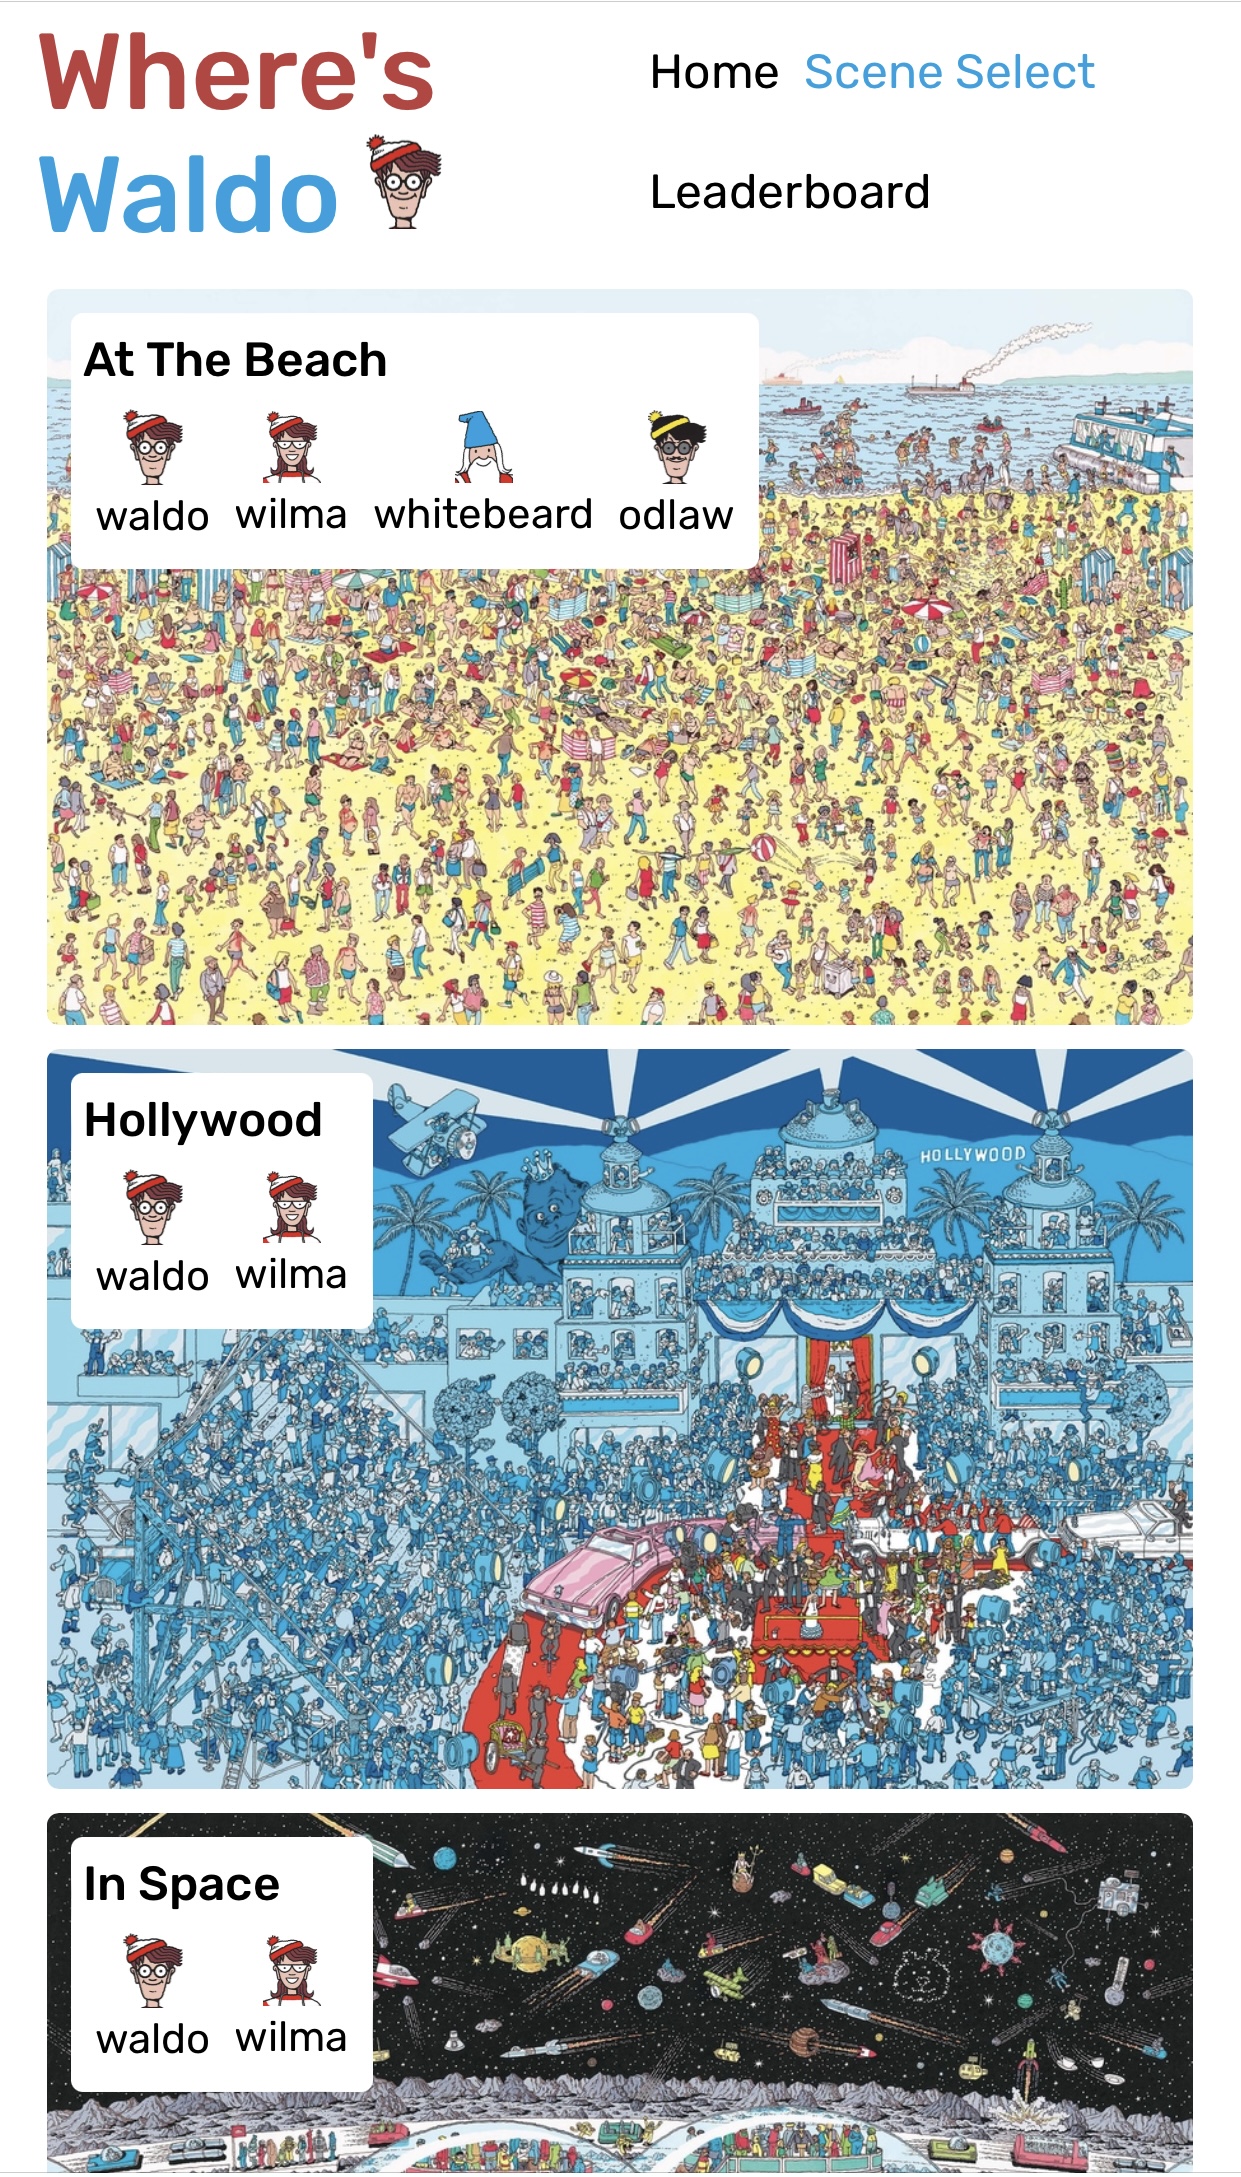 Where's
Waldo
Home Scene Select
Leaderboard
At The Beach
waldo wilma whitebeard odlaw
Hollywood
waldo wilma
HOLLYWOOD
In Space
waldo wilma